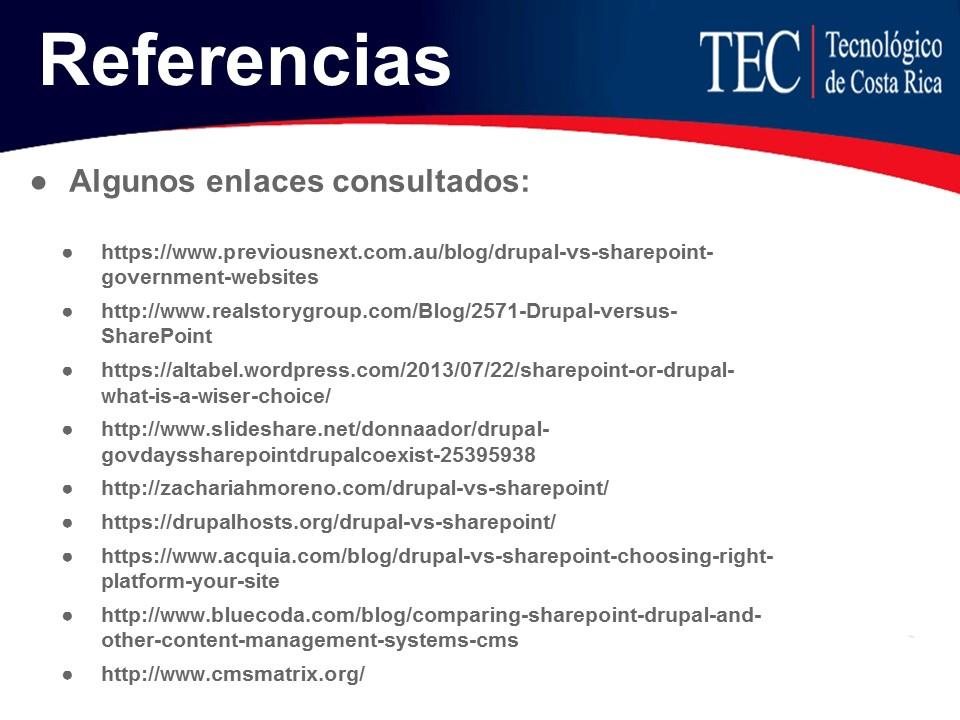 Referencias
TEC | Tecnológico
de Costa Rica
● Algunos enlaces consultados:
● https://www.previousnext.com.au/blog/drupal-vs-sharepoint-
government-websites
● http://www.realstorygroup.com/Blog/2571-Drupal-versus-
SharePoint
● https://altabel.wordpress.com/2013/07/22/sharepoint-or-drupal-
what-is-a-wiser-choice/
● http://www.slideshare.net/donnaador/drupal-
govdayssharepointdrupalcoexist-25395938
● http://zachariahmoreno.com/drupal-vs-sharepoint/
● https://drupalhosts.org/drupal-vs-sharepoint/
● https://www.acquia.com/blog/drupal-vs-sharepoint-choosing-right-
platform-your-site
● http://www.bluecoda.com/blog/comparing-sharepoint-drupal-and-
other-content-management-systems-cms
● http://www.cmsmatrix.org/